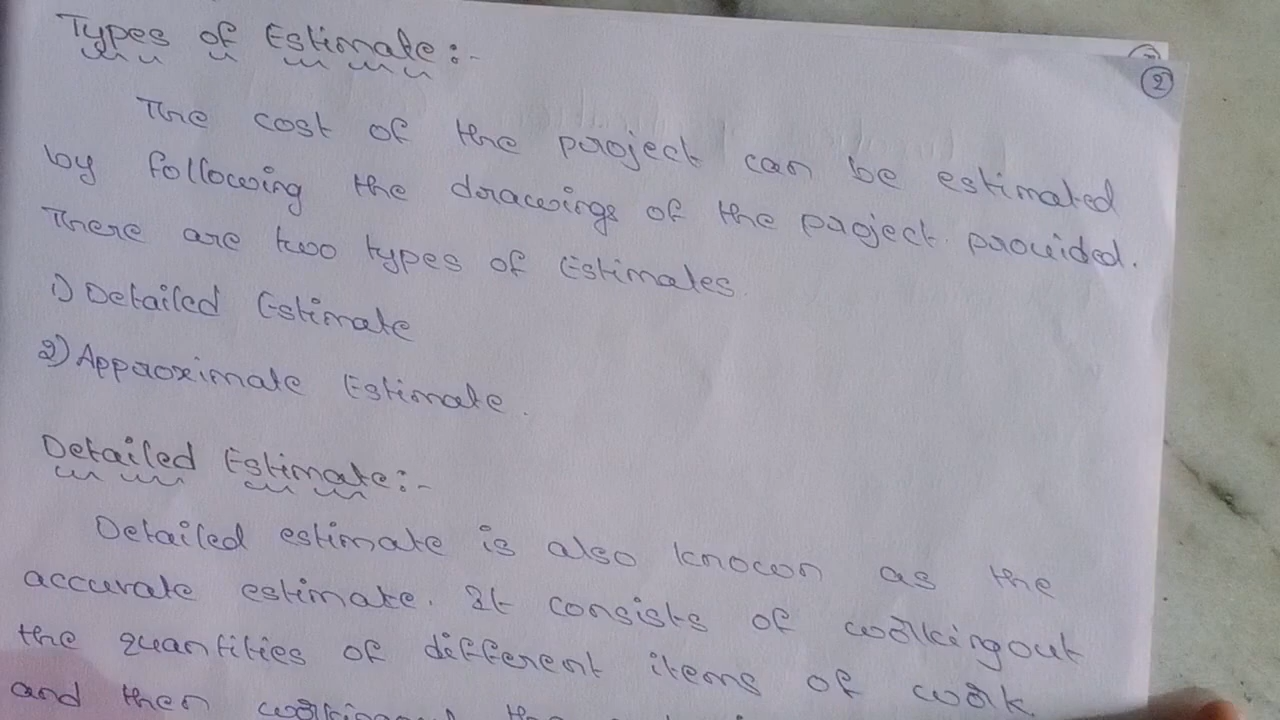 Types of Estimate:-
2
The cost of the project can be estimated
by following the drawings of the project provided.
There are two types of Estimates.
1) Detailed Estimate
2) Approximate Estimate.
Detailed Estimate:-
Detailed estimate is also known as the
accurate estimate. It consists of workingout
the quantities of different items of work
and then